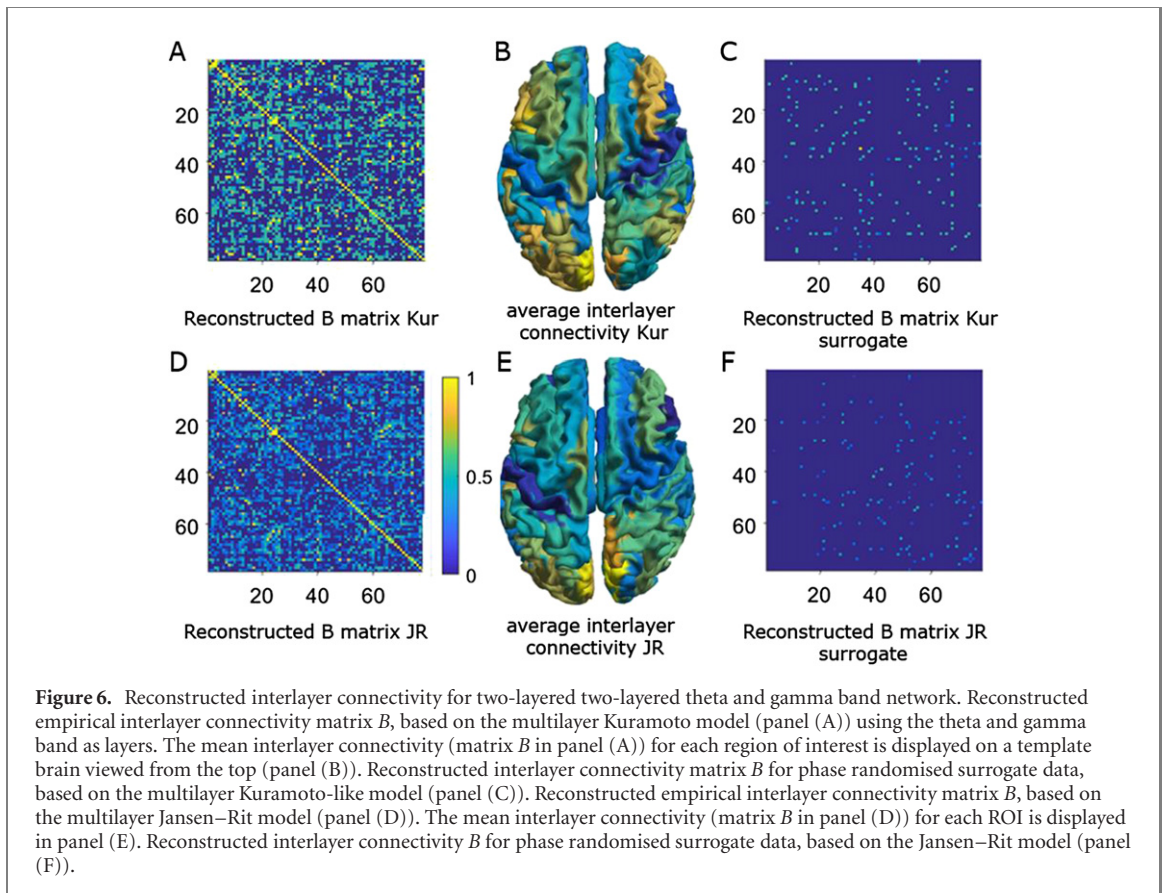 A
B
C
20
40
60
20 40 60
Reconstructed B matrix Kur
average interlayer
connectivity Kur
20
40
60
20 40 60
Reconstructed B matrix Kur
surrogate
D
E
F
20
40
60
20 40 60
Reconstructed B matrix JR
1
0.5
0
average interlayer
connectivity JR
20
40
60
20 40 60
Reconstructed B matrix JR
surrogate
Figure 6. Reconstructed interlayer connectivity for two-layered two-layered theta and gamma band network. Reconstructed
empirical interlayer connectivity matrix B, based on the multilayer Kuramoto model (panel (A)) using the theta and gamma
band as layers. The mean interlayer connectivity (matrix B in panel (A)) for each region of interest is displayed on a template
brain viewed from the top (panel (B)). Reconstructed interlayer connectivity matrix B for phase randomised surrogate data,
based on the multilayer Kuramoto-like model (panel (C)). Reconstructed empirical interlayer connectivity matrix B, based on
the multilayer Jansen–Rit model (panel (D)). The mean interlayer connectivity (matrix B in panel (D)) for each ROI is displayed
in panel (E). Reconstructed interlayer connectivity B for phase randomised surrogate data, based on the Jansen–Rit model (panel
(F)).